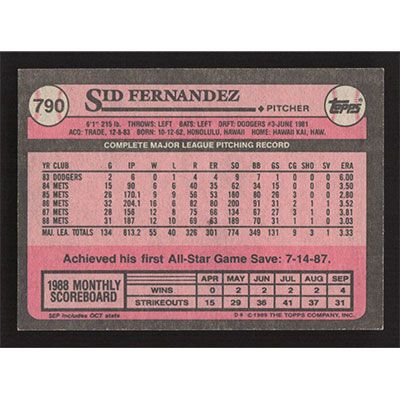 790
SID FERNANDEZ
PITCHER
Topps
6'1" 215 lb. THROWS: LEFT BATS: LEFT DRFT: DODGERS #3-JUNE 1981
ACQ: TRADE, 12-8-83 BORN: 10-12-62, HONOLULU, HAWAII HOME: HAWAII KAI, HAW.
COMPLETE MAJOR LEAGUE PITCHING RECORD
YR CLUB G IP W L R ER SO BB GS CG SHO SV ERA
83 DODGERS 2 6 0 1 4 4 9 7 1 0 0 0 6.00
84 METS 15 90 6 6 40 35 62 34 15 0 0 0 3.50
85 METS 26 170.1 9 9 56 53 180 80 26 3 0 0 2.80
86 METS 32 204.1 16 6 82 80 200 91 31 2 1 1 3.52
87 METS 28 156 12 8 75 66 134 67 27 3 1 0 3.81
88 METS 31 187 12 10 69 63 189 70 31 1 1 0 3.03
MAJ. LEA. TOTALS 134 813.2 55 40 326 301 774 349 131 9 3 1 3.33
Achieved his first All-Star Game Save: 7-14-87.
1988 MONTHLY SCOREBOARD
APR MAY JUN JUL AUG SEP
WINS 0 2 2 2 2 4
STRIKEOUTS 15 29 36 41 37 31
SEP includes OCT stats
D* © 1989 THE TOPPS COMPANY, INC.